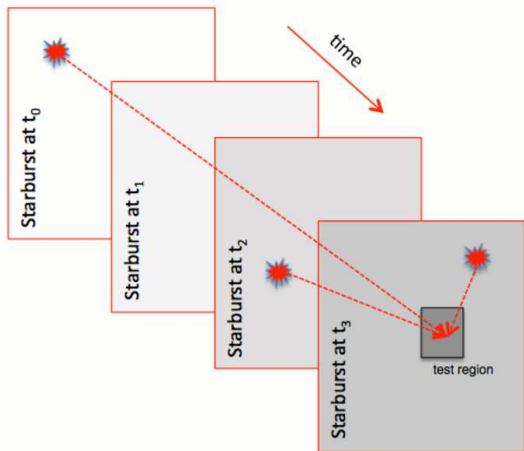 time
Starburst at t₀
Starburst at t₁
Starburst at t₂
Starburst at t₃
test region